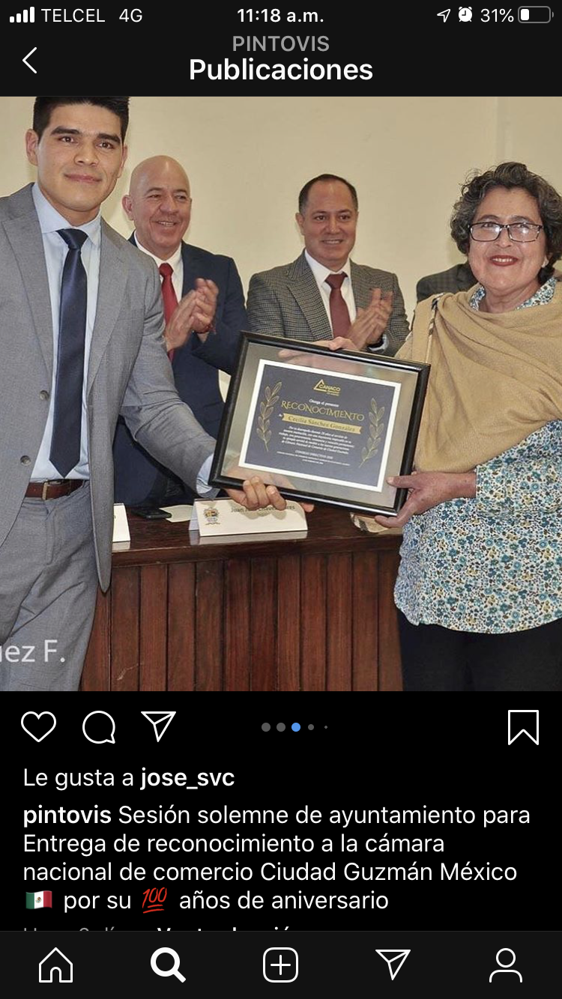 TELCEL 4G
11:18 a.m.
31%
PINTOVIS
Publicaciones
CANACO
Otorga el presente
RECONOCIMIENTO
Cecilia Sánchez González
ez F.
Le gusta a jose_svc
pintovis Sesión solemne de ayuntamiento para
Entrega de reconocimiento a la cámara
nacional de comercio Ciudad Guzmán México
🇲🇽 por su 💯 años de aniversario